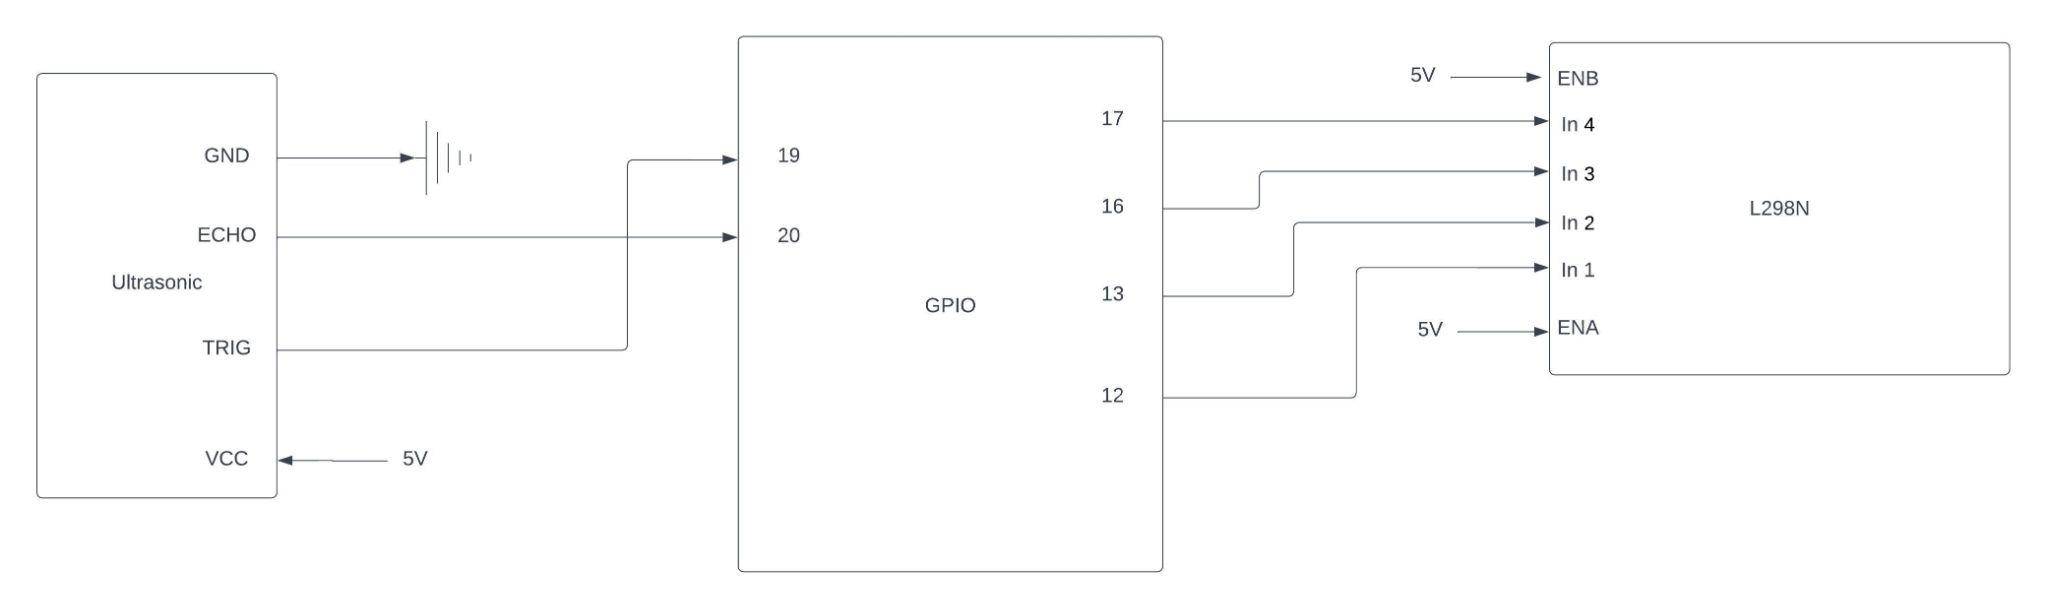 GND
ECHO
Ultrasonic
TRIG
VCC
5V
19
20
GPIO
17
16
13
12
5V
5V
ENB
In 4
In 3
In 2
In 1
ENA
L298N